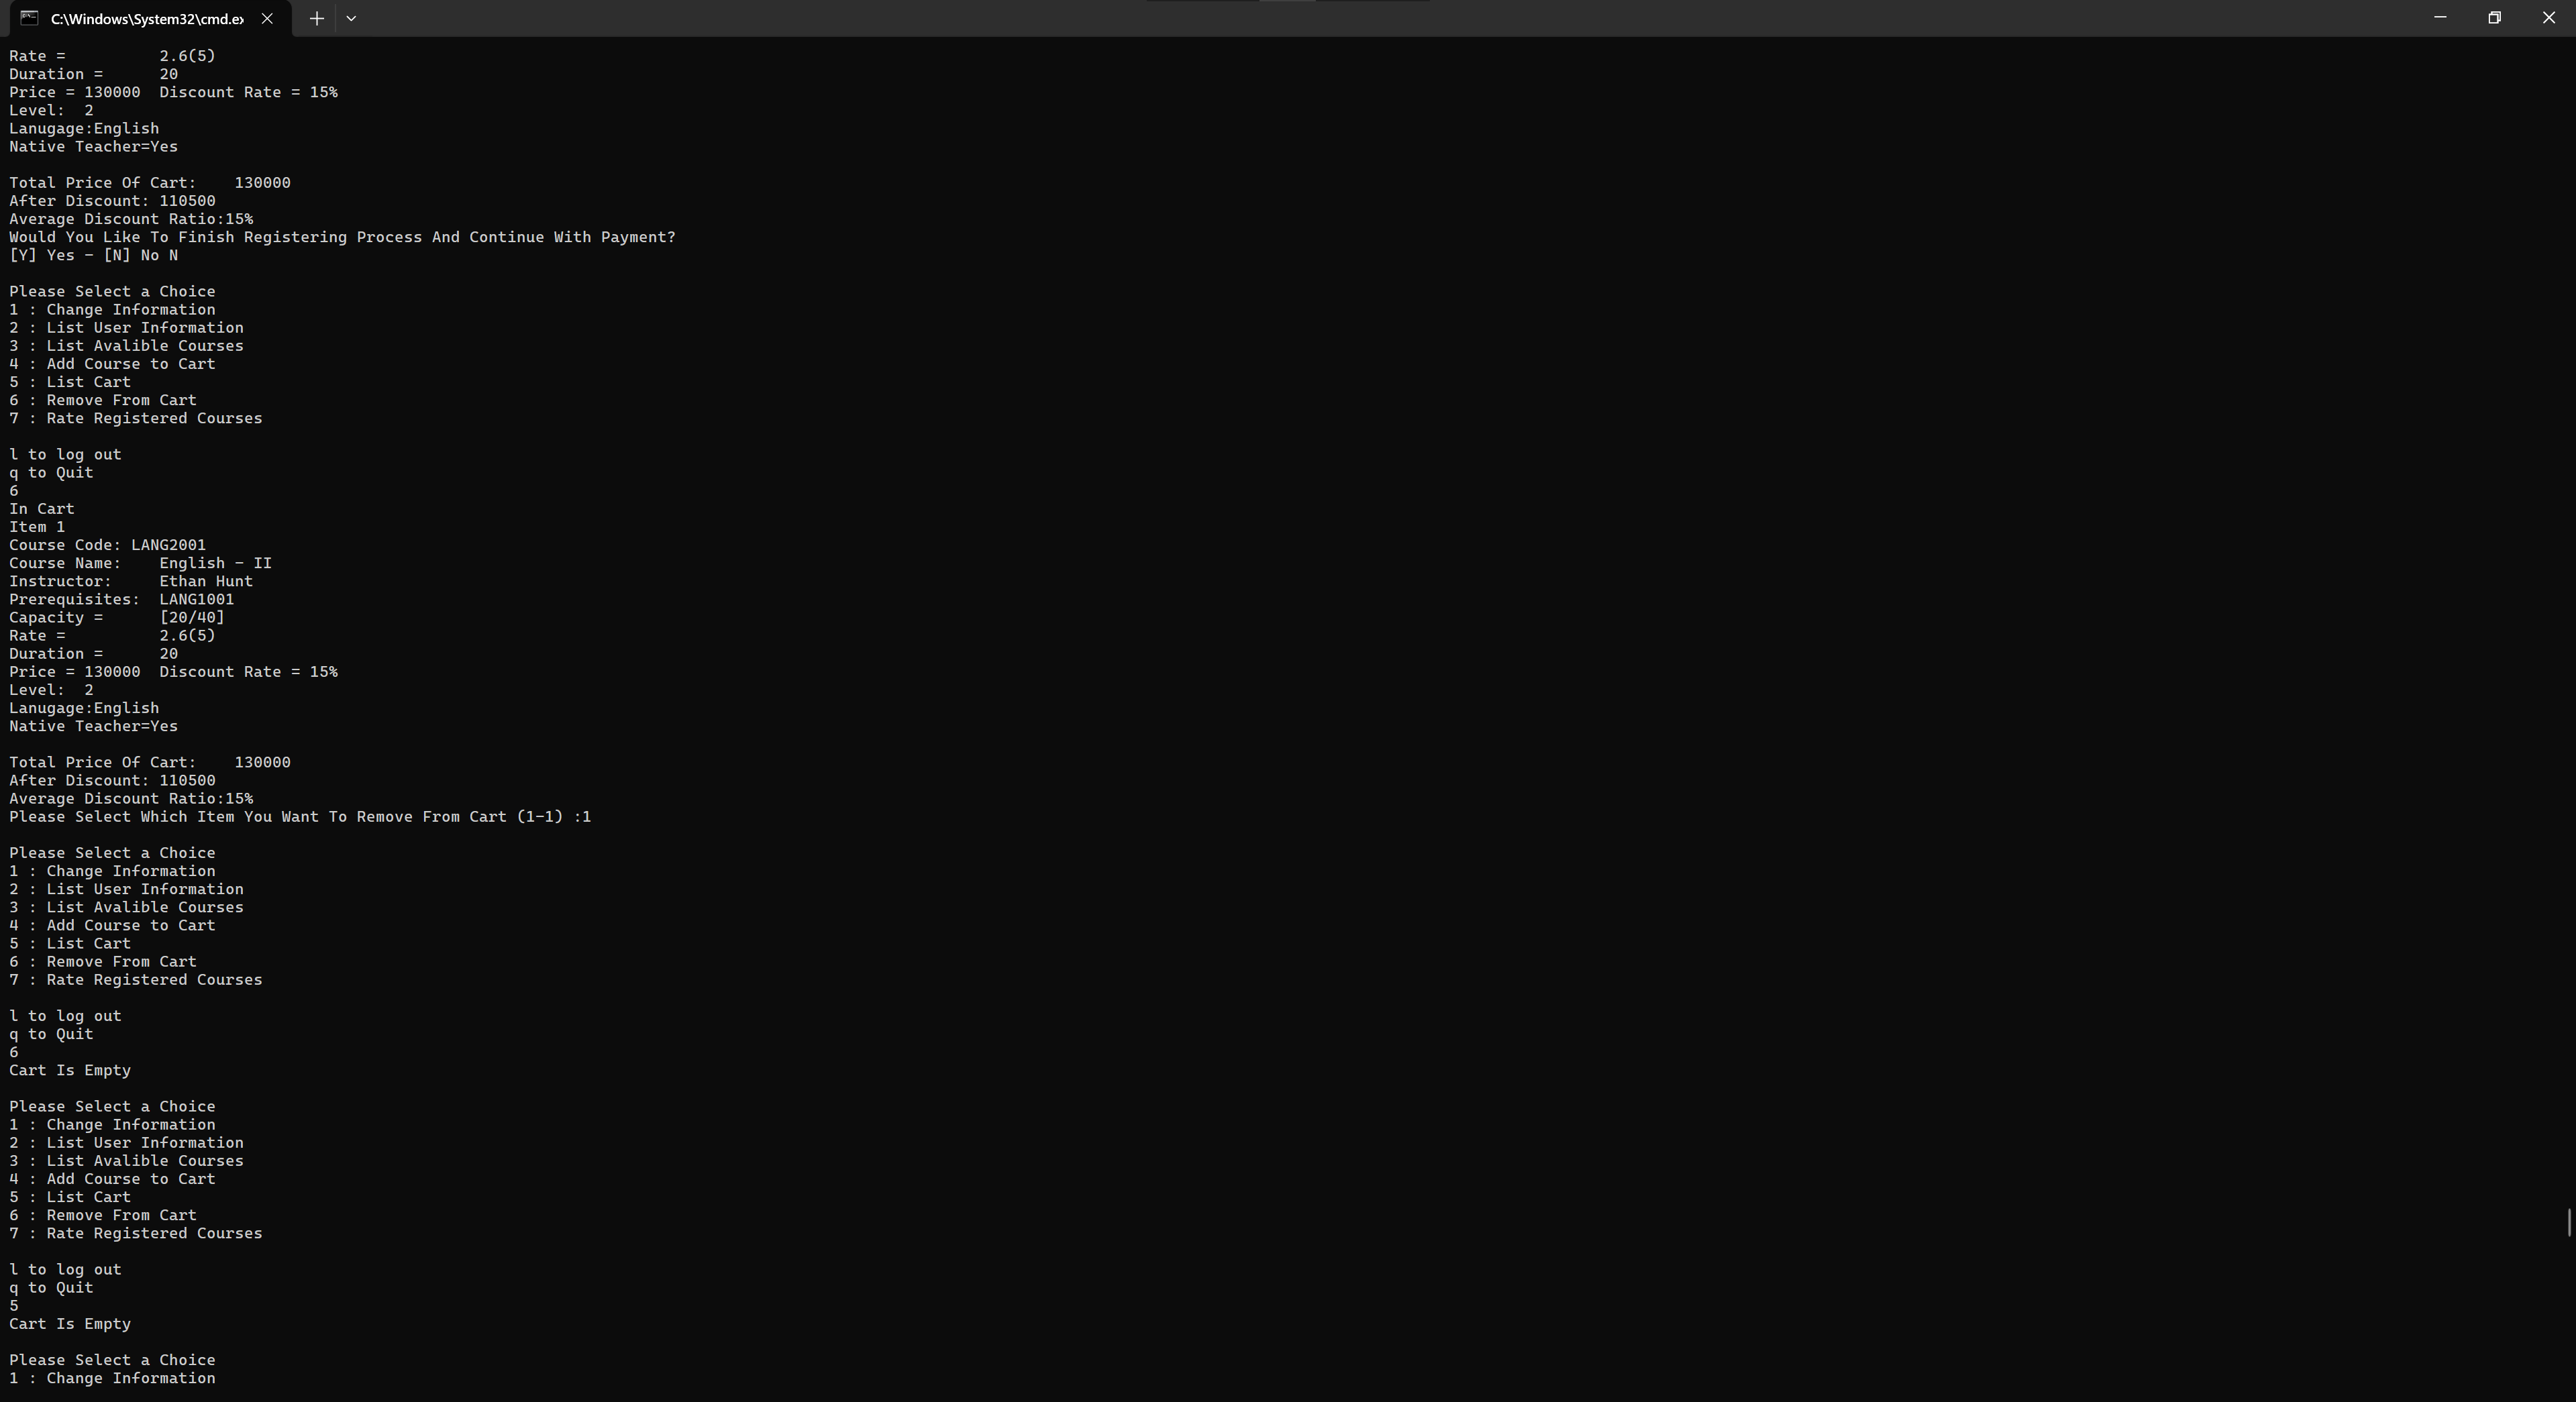 C:\Windows\System32\cmd.ex
Rate =          2.6(5)
Duration =      20
Price = 130000  Discount Rate = 15%
Level:  2
Lanugage:English
Native Teacher=Yes

Total Price Of Cart:    130000
After Discount: 110500
Average Discount Ratio:15%
Would You Like To Finish Registering Process And Continue With Payment?
[Y] Yes - [N] No N

Please Select a Choice
1 : Change Information
2 : List User Information
3 : List Avalible Courses
4 : Add Course to Cart
5 : List Cart
6 : Remove From Cart
7 : Rate Registered Courses

l to log out
q to Quit
6
In Cart
Item 1
Course Code: LANG2001
Course Name:    English - II
Instructor:     Ethan Hunt
Prerequisites:  LANG1001
Capacity =      [20/40]
Rate =          2.6(5)
Duration =      20
Price = 130000  Discount Rate = 15%
Level:  2
Lanugage:English
Native Teacher=Yes

Total Price Of Cart:    130000
After Discount: 110500
Average Discount Ratio:15%
Please Select Which Item You Want To Remove From Cart (1-1) :1

Please Select a Choice
1 : Change Information
2 : List User Information
3 : List Avalible Courses
4 : Add Course to Cart
5 : List Cart
6 : Remove From Cart
7 : Rate Registered Courses

l to log out
q to Quit
6
Cart Is Empty

Please Select a Choice
1 : Change Information
2 : List User Information
3 : List Avalible Courses
4 : Add Course to Cart
5 : List Cart
6 : Remove From Cart
7 : Rate Registered Courses

l to log out
q to Quit
5
Cart Is Empty

Please Select a Choice
1 : Change Information